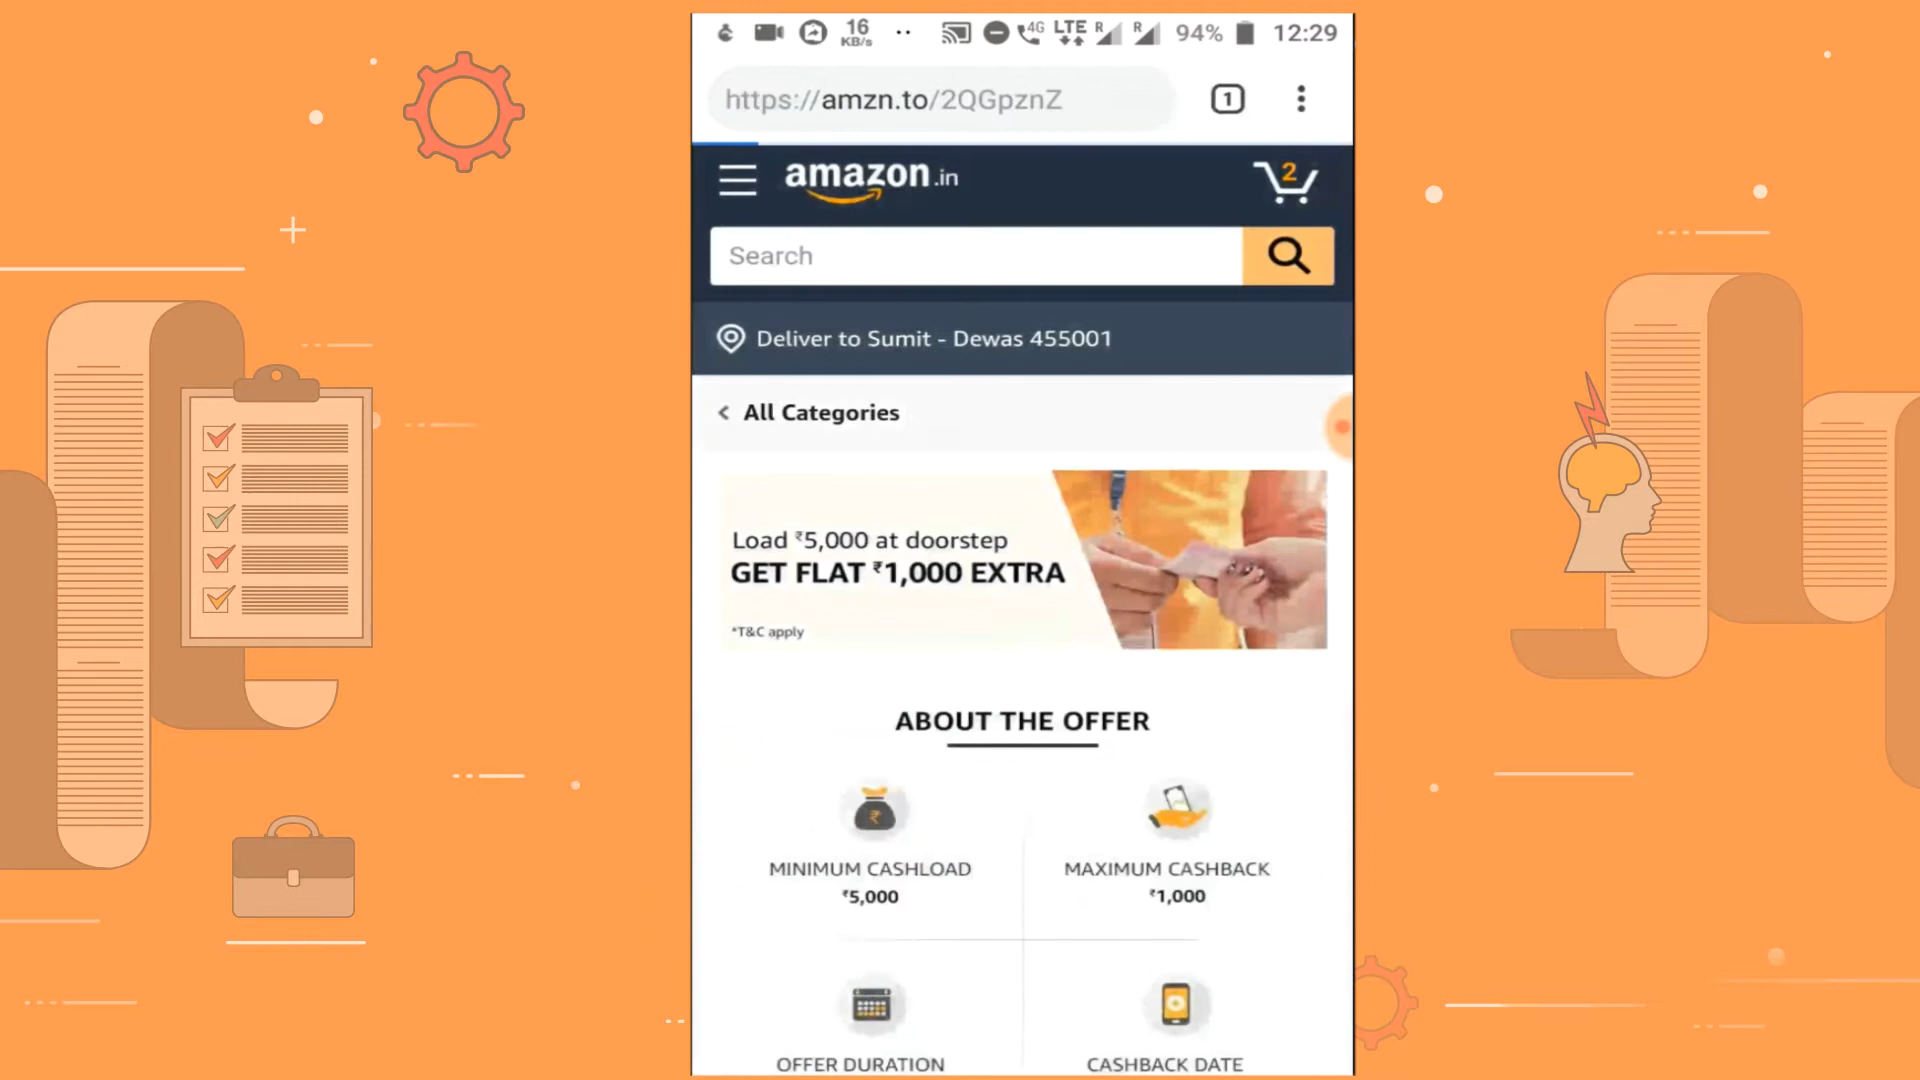 16
KB/s
4G
LTE
R
R
94%
12:29
https://amzn.to/2QGpznZ
1
amazon.in
2
Search
Deliver to Sumit - Dewas 455001
< All Categories
Load ₹5,000 at doorstep
GET FLAT ₹1,000 EXTRA
*T&C apply
ABOUT THE OFFER
MINIMUM CASHLOAD
₹5,000
MAXIMUM CASHBACK
₹1,000
OFFER DURATION
CASHBACK DATE